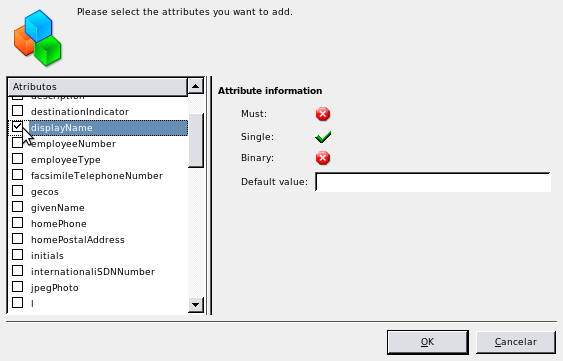 Please select the attributes you want to add.
Atributos
description
destinationIndicator
displayName
employeeNumber
employeeType
facsimileTelephoneNumber
gecos
givenName
homePhone
homePostalAddress
initials
internationaliSDNNumber
jpegPhoto
l
Attribute information
Must:
Single:
Binary:
Default value:
OK
Cancelar